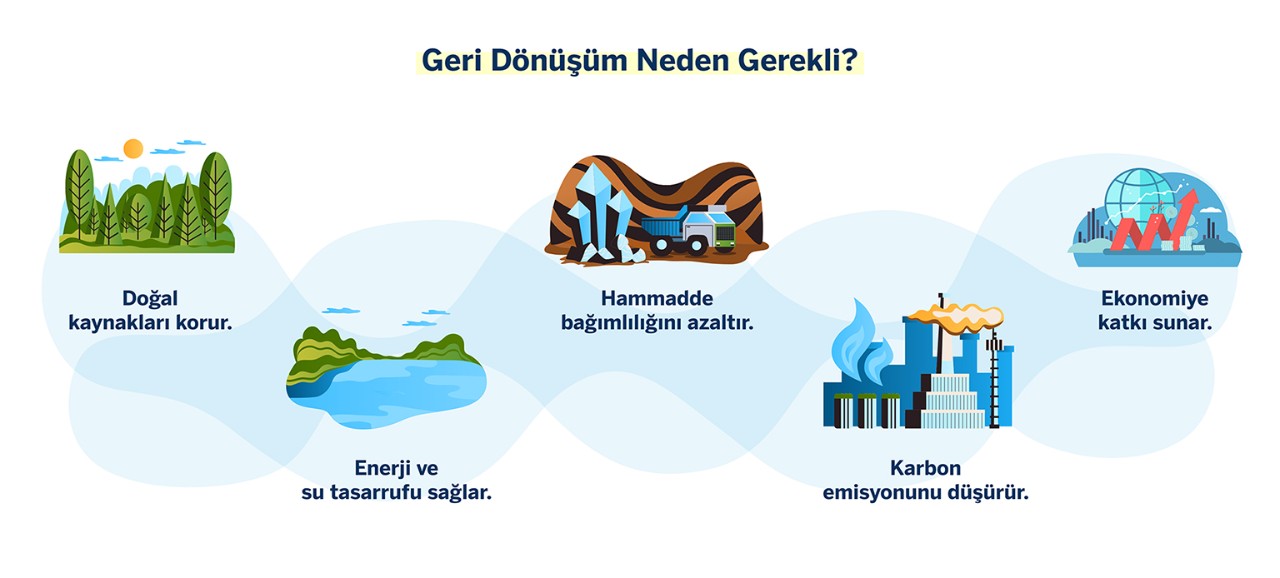 Geri Dönüşüm Neden Gerekli?
Doğal
kaynakları korur.
Enerji ve
su tasarrufu sağlar.
Hammadde
bağımlılığını azaltır.
Karbon
emisyonunu düşürür.
Ekonomiye
katkı sunar.